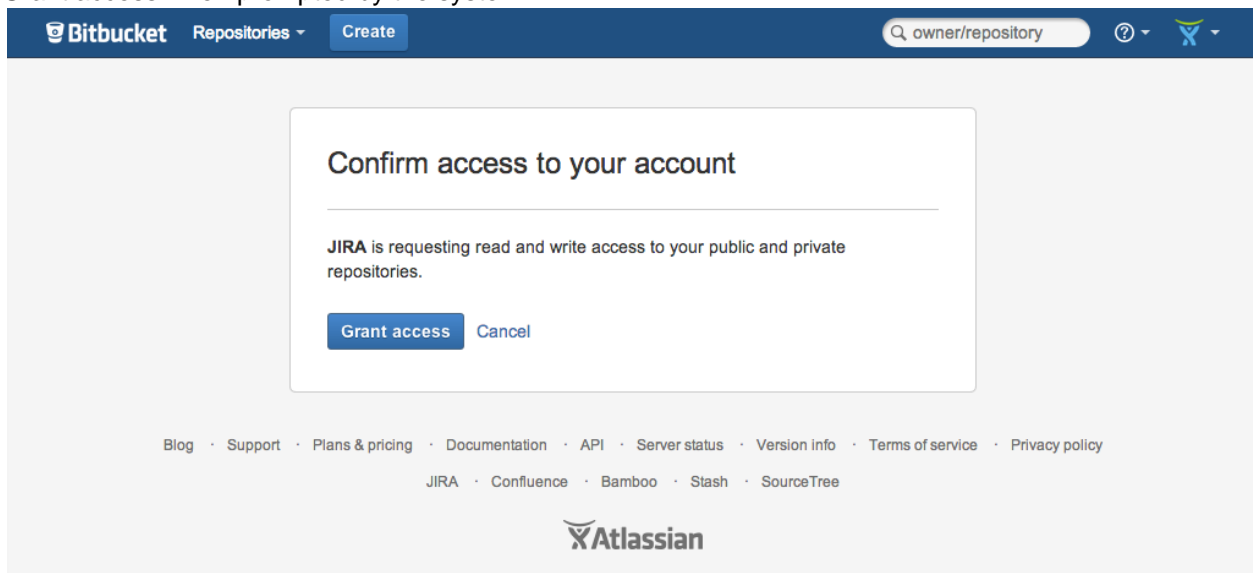 Bitbucket Repositories Create owner/repository
Confirm access to your account
JIRA is requesting read and write access to your public and private
repositories.
Grant access Cancel
Blog · Support · Plans & pricing · Documentation · API · Server status · Version info · Terms of service · Privacy policy
JIRA · Confluence · Bamboo · Stash · SourceTree
Atlassian